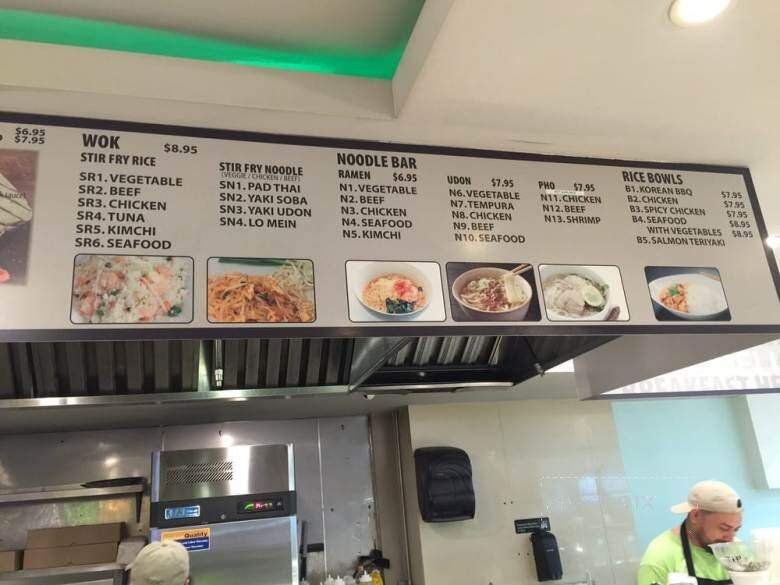 $6.95
$7.95
WOK $8.95
STIR FRY RICE
SR1. VEGETABLE
SR2. BEEF
SR3. CHICKEN
SR4. TUNA
SR5. KIMCHI
SR6. SEAFOOD
STIR FRY NOODLE
(VEGGIE / CHICKEN / BEEF)
SN1. PAD THAI
SN2. YAKI SOBA
SN3. YAKI UDON
SN4. LO MEIN
NOODLE BAR
RAMEN $6.95
N1. VEGETABLE
N2. BEEF
N3. CHICKEN
N4. SEAFOOD
N5. KIMCHI
UDON $7.95
N6. VEGETABLE
N7. TEMPURA
N8. CHICKEN
N9. BEEF
N10. SEAFOOD
PHO $7.95
N11. CHICKEN
N12. BEEF
N13. SHRIMP
RICE BOWLS
B1. KOREAN BBQ $7.95
B2. CHICKEN $7.95
B3. SPICY CHICKEN $7.95
B4. SEAFOOD $8.95
WITH VEGETABLES $8.95
B5. SALMON TERIYAKI
Quality